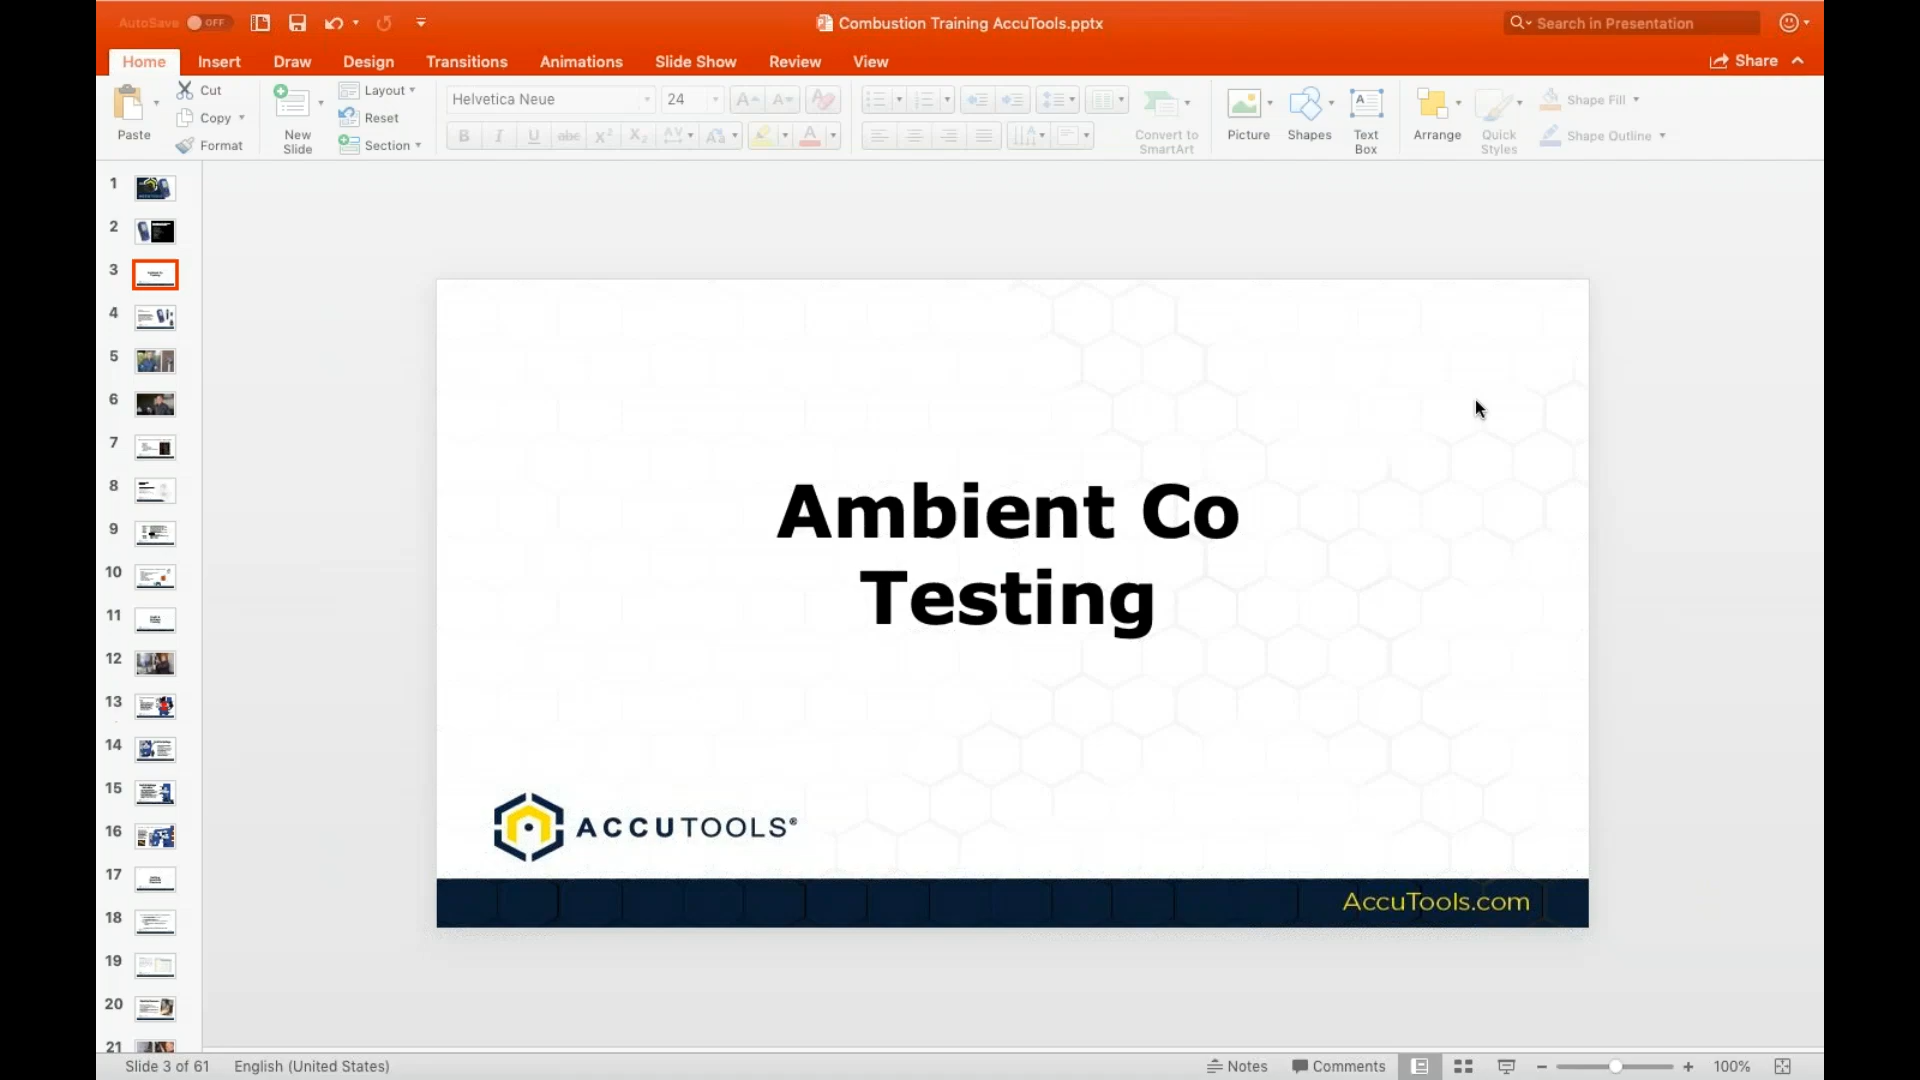 AutoSave OFF
Combustion Training AccuTools.pptx
Search in Presentation
Home Insert Draw Design Transitions Animations Slide Show Review View
Share
Paste
Cut
Copy
Format
New Slide
Layout
Reset
Section
Helvetica Neue 24
Convert to SmartArt
Picture
Shapes
Text Box
Arrange
Quick Styles
Shape Fill
Shape Outline
1
2
3
4
5
6
7
8
9
10
11
12
13
14
15
16
17
18
19
20
21
Ambient Co
Testing
ACCUTOOLS®
AccuTools.com
Slide 3 of 61 English (United States)
Notes Comments 100%